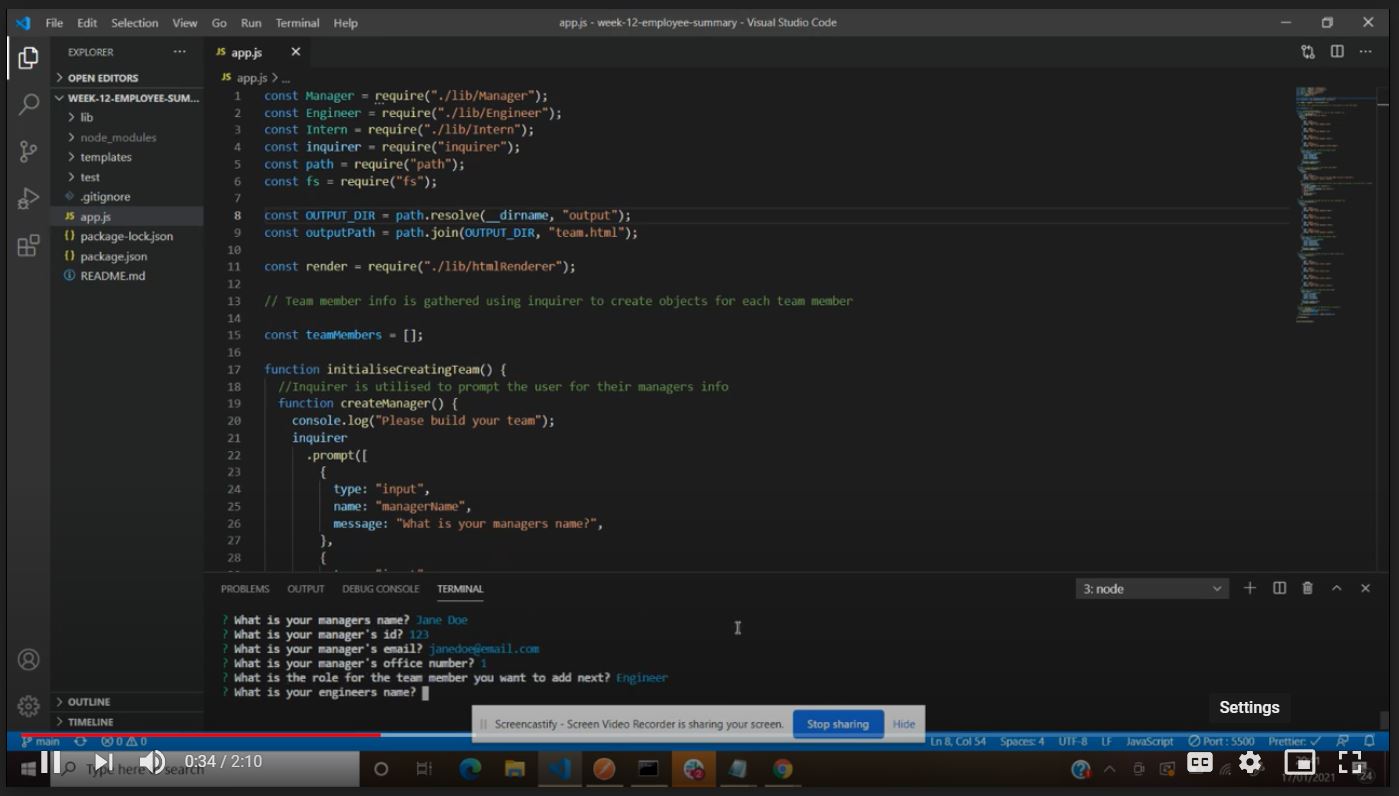 File Edit Selection View Go Run Terminal Help
app.js - week-12-employee-summary - Visual Studio Code
EXPLORER ···
JS app.js ×
> OPEN EDITORS
JS app.js > ...
WEEK-12-EMPLOYEE-SUM...
> lib
> node_modules
> templates
> test
.gitignore
JS app.js
{} package-lock.json
{} package.json
README.md
> OUTLINE
> TIMELINE
1 const Manager = require("./lib/Manager");
2 const Engineer = require("./lib/Engineer");
3 const Intern = require("./lib/Intern");
4 const inquirer = require("inquirer");
5 const path = require("path");
6 const fs = require("fs");
7
8 const OUTPUT_DIR = path.resolve(__dirname, "output");
9 const outputPath = path.join(OUTPUT_DIR, "team.html");
10
11 const render = require("./lib/htmlRenderer");
12
13 // Team member info is gathered using inquirer to create objects for each team member
14
15 const teamMembers = [];
16
17 function initialiseCreatingTeam() {
18 //Inquirer is utilised to prompt the user for their managers info
19 function createManager() {
20 console.log("Please build your team");
21 inquirer
22 .prompt([
23 {
24 type: "input",
25 name: "managerName",
26 message: "What is your managers name?",
27 },
28 {
PROBLEMS OUTPUT DEBUG CONSOLE TERMINAL
3: node
? What is your managers name? Jane Doe
? What is your manager's id? 123
? What is your manager's email? janedoe@email.com
? What is your manager's office number? 1
? What is the role for the team member you want to add next? Engineer
? What is your engineers name?
Settings
Screencastify - Screen Video Recorder is sharing your screen. Stop sharing Hide
main 0 0 Ln 8, Col 54 Spaces: 4 UTF-8 LF JavaScript Port : 5500 Prettier: ✓
0:34 / 2:10
Type here to search
CC
17/01/2021
24